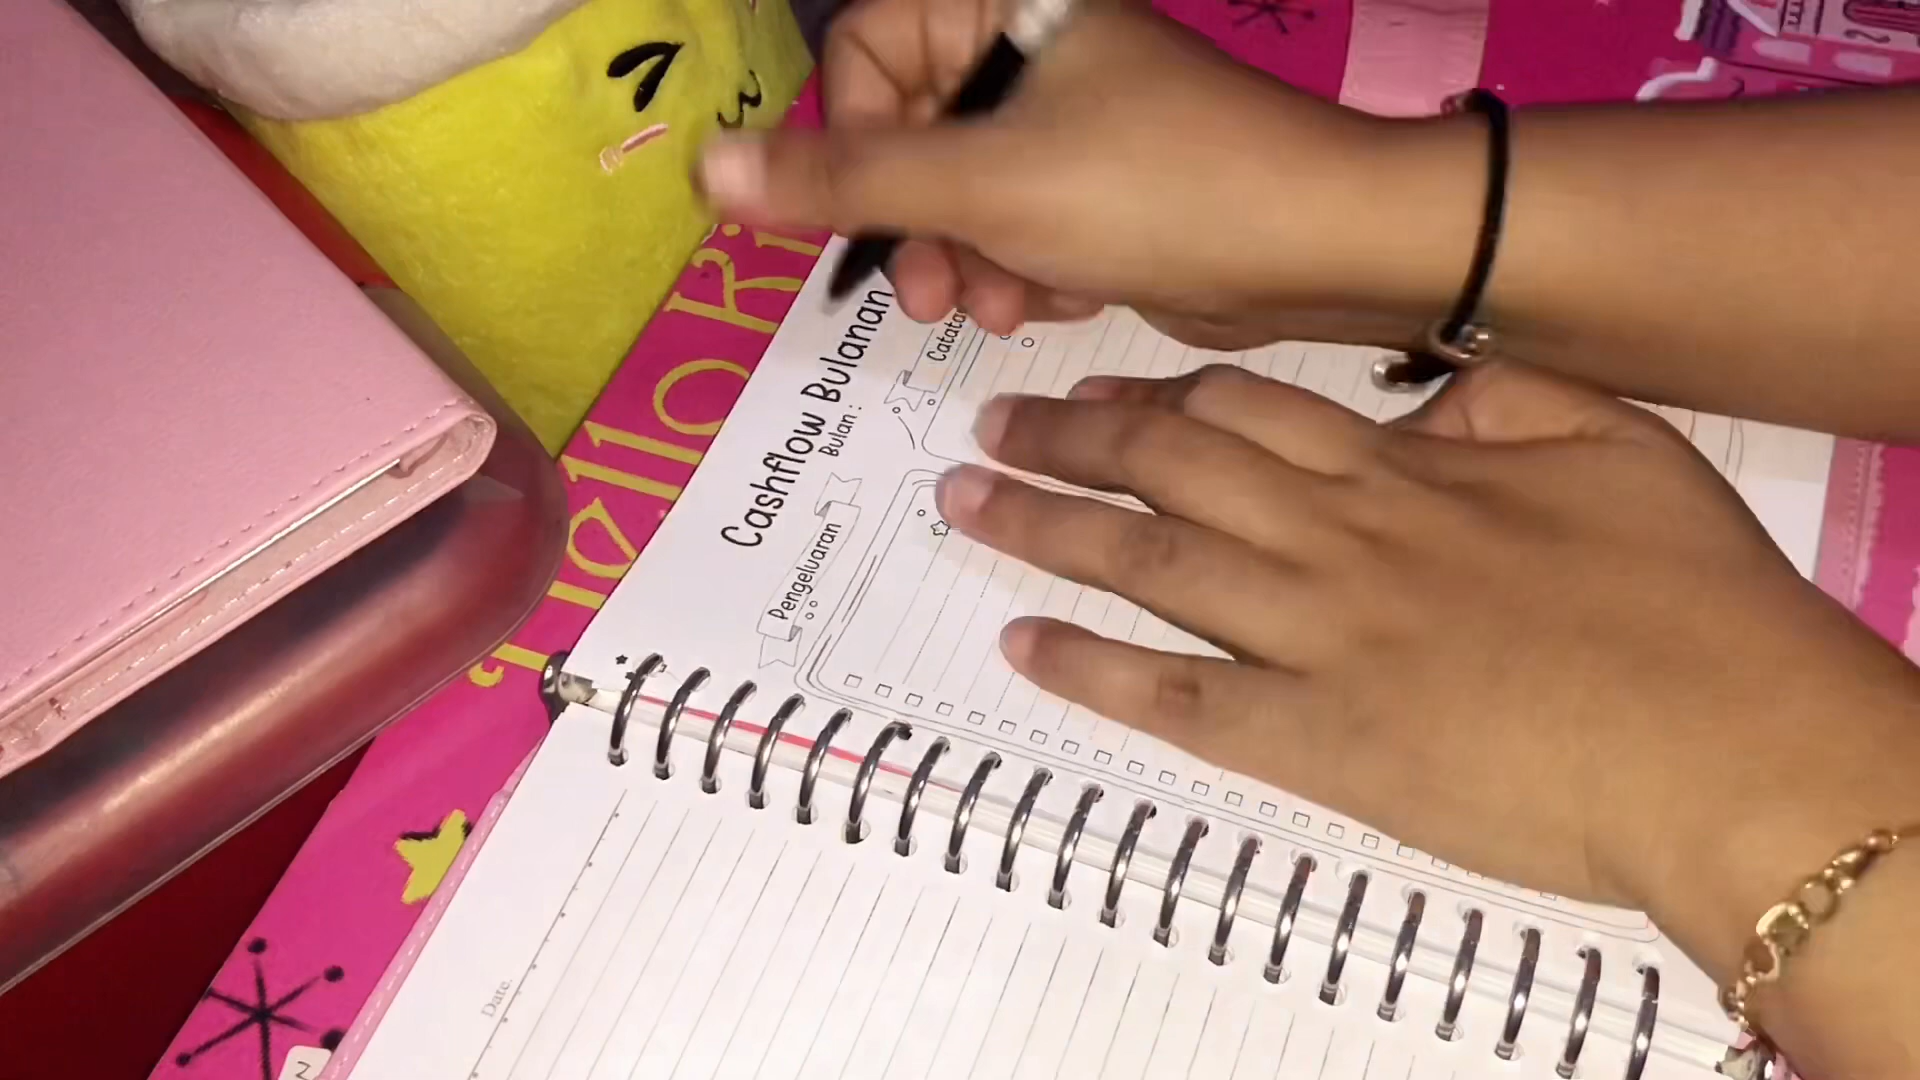 Cashflow Bulanan
Bulan :
Pengeluaran
Catatan
Hello Ki
Date.
N